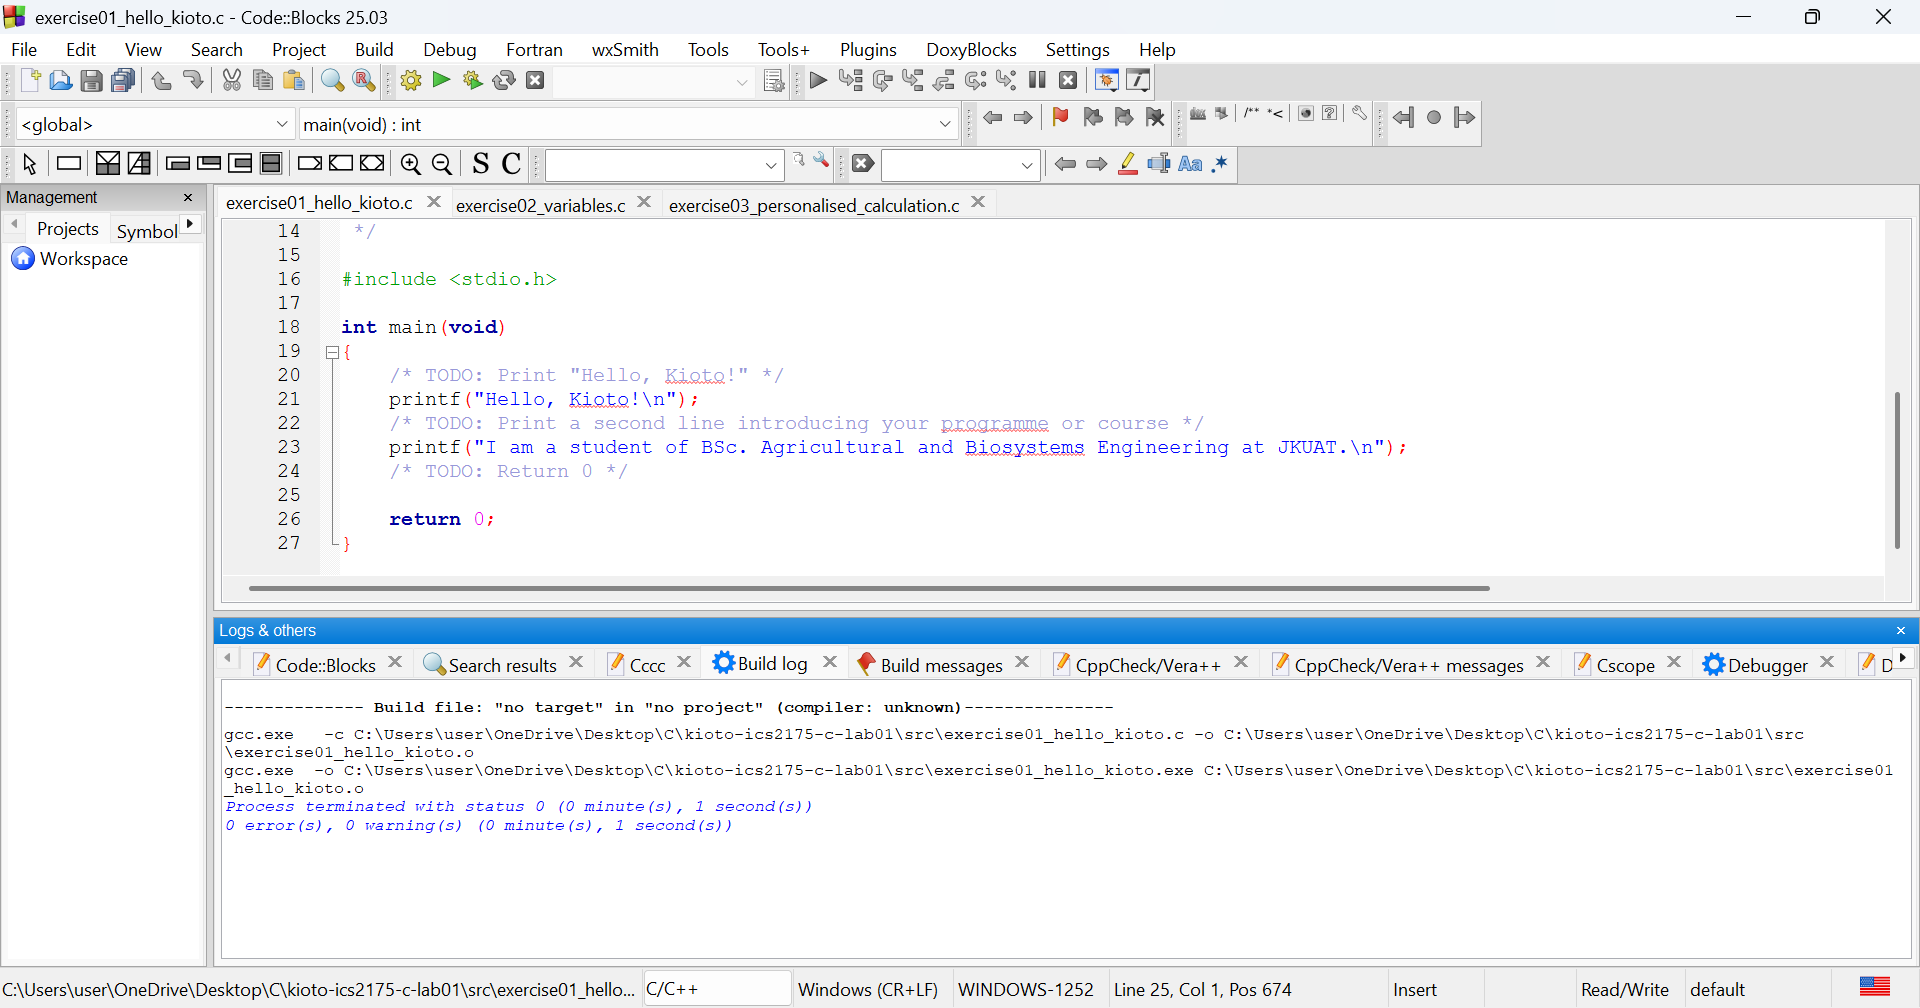 exercise01_hello_kioto.c - Code::Blocks 25.03
File Edit View Search Project Build Debug Fortran wxSmith Tools Tools+ Plugins DoxyBlocks Settings Help
<global> main(void) : int
/** *<
S C Aa .*
Management
Projects Symbol
Workspace
exercise01_hello_kioto.c exercise02_variables.c exercise03_personalised_calculation.c
14 */
15
16 #include <stdio.h>
17
18 int main(void)
19 {
20 /* TODO: Print "Hello, Kioto!" */
21 printf("Hello, Kioto!\n");
22 /* TODO: Print a second line introducing your programme or course */
23 printf("I am a student of BSc. Agricultural and Biosystems Engineering at JKUAT.\n");
24 /* TODO: Return 0 */
25
26 return 0;
27 }
Logs & others
Code::Blocks Search results Cccc Build log Build messages CppCheck/Vera++ CppCheck/Vera++ messages Cscope Debugger D
-------------- Build file: "no target" in "no project" (compiler: unknown)---------------
gcc.exe -c C:\Users\user\OneDrive\Desktop\C\kioto-ics2175-c-lab01\src\exercise01_hello_kioto.c -o C:\Users\user\OneDrive\Desktop\C\kioto-ics2175-c-lab01\src
\exercise01_hello_kioto.o
gcc.exe -o C:\Users\user\OneDrive\Desktop\C\kioto-ics2175-c-lab01\src\exercise01_hello_kioto.exe C:\Users\user\OneDrive\Desktop\C\kioto-ics2175-c-lab01\src\exercise01
_hello_kioto.o
Process terminated with status 0 (0 minute(s), 1 second(s))
0 error(s), 0 warning(s) (0 minute(s), 1 second(s))
C:\Users\user\OneDrive\Desktop\C\kioto-ics2175-c-lab01\src\exercise01_hello... C/C++ Windows (CR+LF) WINDOWS-1252 Line 25, Col 1, Pos 674 Insert Read/Write default